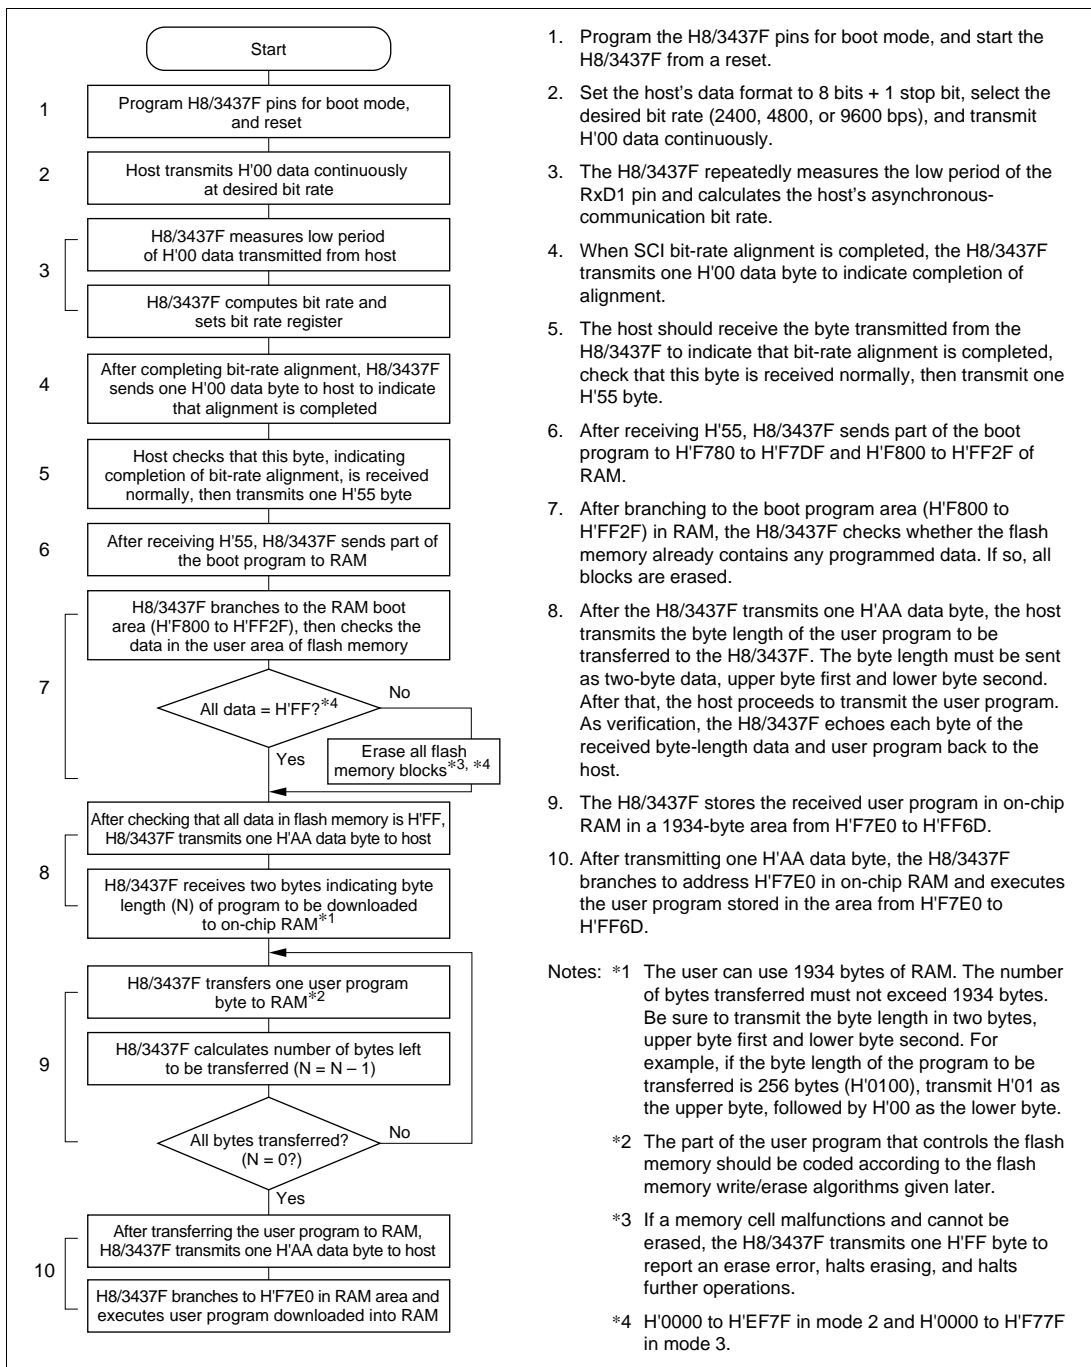 Start
1
Program H8/3437F pins for boot mode,
and reset
2
Host transmits H'00 data continuously
at desired bit rate
3
H8/3437F measures low period
of H'00 data transmitted from host
H8/3437F computes bit rate and
sets bit rate register
4
After completing bit-rate alignment, H8/3437F
sends one H'00 data byte to host to indicate
that alignment is completed
5
Host checks that this byte, indicating
completion of bit-rate alignment, is received
normally, then transmits one H'55 byte
6
After receiving H'55, H8/3437F sends part of
the boot program to RAM
7
H8/3437F branches to the RAM boot
area (H'F800 to H'FF2F), then checks the
data in the user area of flash memory
All data = H'FF?*4
No
Yes
Erase all flash
memory blocks*3, *4
8
After checking that all data in flash memory is H'FF,
H8/3437F transmits one H'AA data byte to host
H8/3437F receives two bytes indicating byte
length (N) of program to be downloaded
to on-chip RAM*1
9
H8/3437F transfers one user program
byte to RAM*2
H8/3437F calculates number of bytes left
to be transferred (N = N – 1)
All bytes transferred?
(N = 0?)
No
Yes
10
After transferring the user program to RAM,
H8/3437F transmits one H'AA data byte to host
H8/3437F branches to H'F7E0 in RAM area and
executes user program downloaded into RAM
1. Program the H8/3437F pins for boot mode, and start the
H8/3437F from a reset.
2. Set the host's data format to 8 bits + 1 stop bit, select the
desired bit rate (2400, 4800, or 9600 bps), and transmit
H'00 data continuously.
3. The H8/3437F repeatedly measures the low period of the
RxD1 pin and calculates the host's asynchronous-
communication bit rate.
4. When SCI bit-rate alignment is completed, the H8/3437F
transmits one H'00 data byte to indicate completion of
alignment.
5. The host should receive the byte transmitted from the
H8/3437F to indicate that bit-rate alignment is completed,
check that this byte is received normally, then transmit one
H'55 byte.
6. After receiving H'55, H8/3437F sends part of the boot
program to H'F780 to H'F7DF and H'F800 to H'FF2F of
RAM.
7. After branching to the boot program area (H'F800 to
H'FF2F) in RAM, the H8/3437F checks whether the flash
memory already contains any programmed data. If so, all
blocks are erased.
8. After the H8/3437F transmits one H'AA data byte, the host
transmits the byte length of the user program to be
transferred to the H8/3437F. The byte length must be sent
as two-byte data, upper byte first and lower byte second.
After that, the host proceeds to transmit the user program.
As verification, the H8/3437F echoes each byte of the
received byte-length data and user program back to the
host.
9. The H8/3437F stores the received user program in on-chip
RAM in a 1934-byte area from H'F7E0 to H'FF6D.
10. After transmitting one H'AA data byte, the H8/3437F
branches to address H'F7E0 in on-chip RAM and executes
the user program stored in the area from H'F7E0 to
H'FF6D.
Notes: *1 The user can use 1934 bytes of RAM. The number
of bytes transferred must not exceed 1934 bytes.
Be sure to transmit the byte length in two bytes,
upper byte first and lower byte second. For
example, if the byte length of the program to be
transferred is 256 bytes (H'0100), transmit H'01 as
the upper byte, followed by H'00 as the lower byte.
*2 The part of the user program that controls the flash
memory should be coded according to the flash
memory write/erase algorithms given later.
*3 If a memory cell malfunctions and cannot be
erased, the H8/3437F transmits one H'FF byte to
report an erase error, halts erasing, and halts
further operations.
*4 H'0000 to H'EF7F in mode 2 and H'0000 to H'F77F
in mode 3.